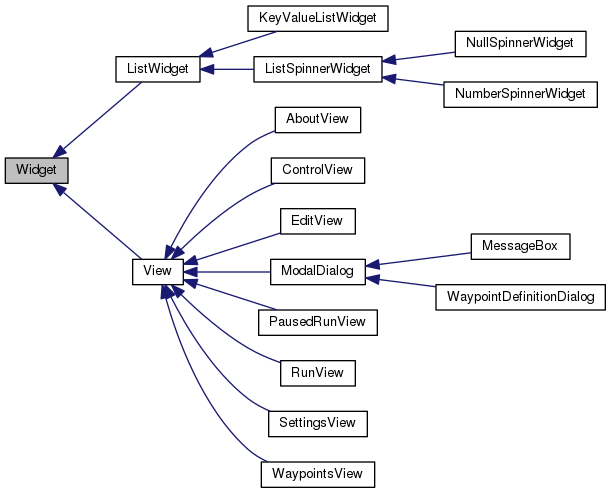 KeyValueListWidget
NullSpinnerWidget
ListWidget
ListSpinnerWidget
NumberSpinnerWidget
AboutView
Widget
ControlView
EditView
MessageBox
View
ModalDialog
WaypointDefinitionDialog
PausedRunView
RunView
SettingsView
WaypointsView